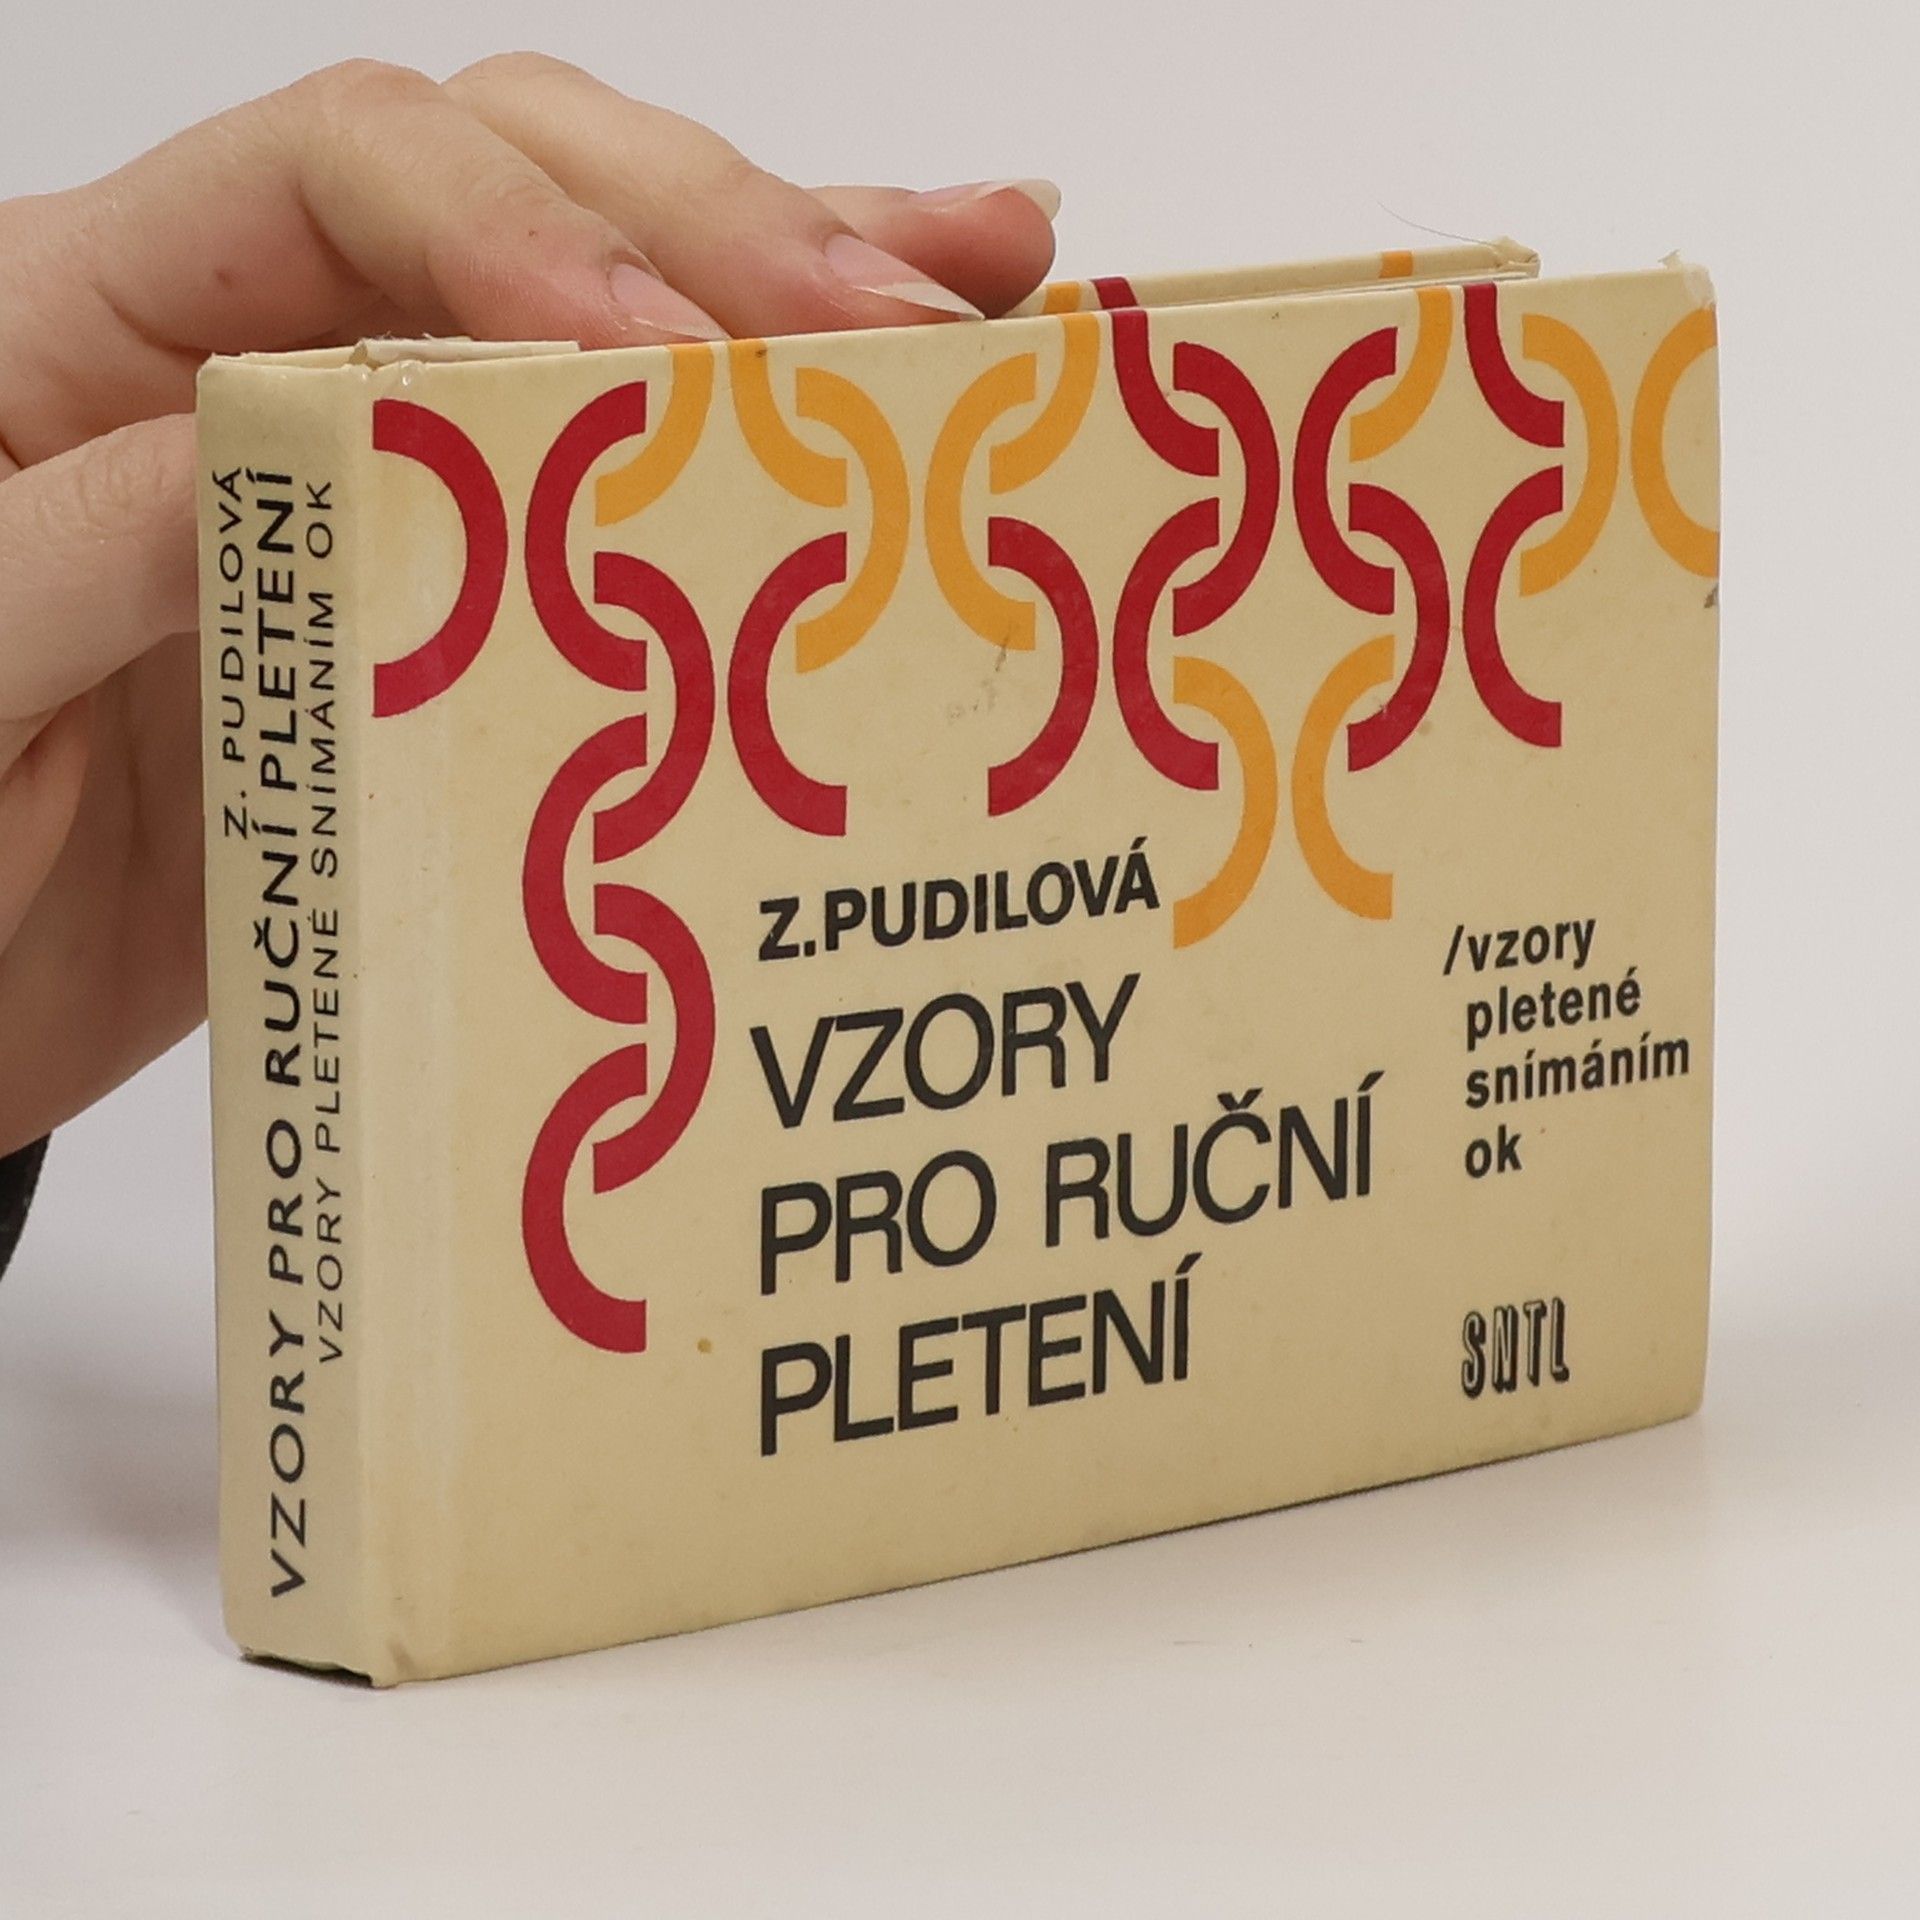 Z. PUDILOVÁ
VZORY PRO RUČNÍ PLETENÍ
VZORY PLETENÉ SNÍMÁNÍM OK
Z. PUDILOVÁ
VZORY
PRO RUČNÍ
PLETENÍ
/vzory
pletené
snímáním
ok
SNTL